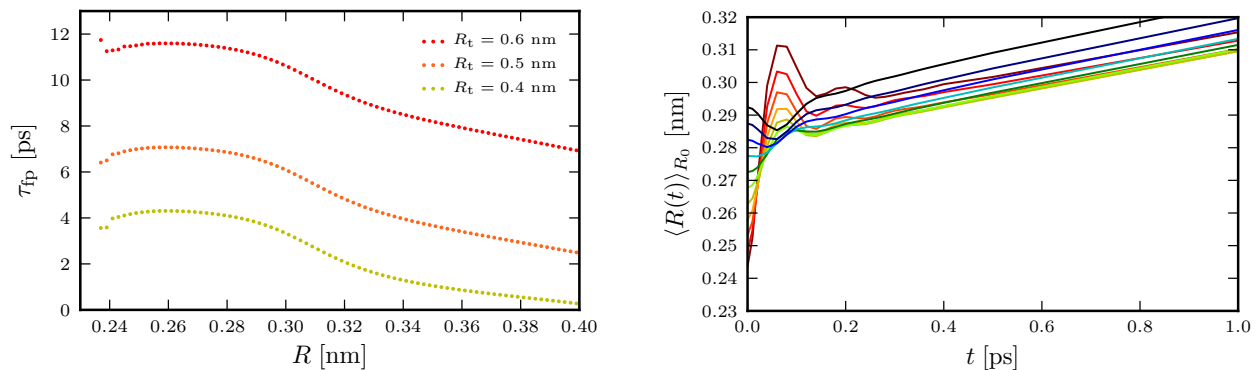 τfp [ps]
12
10
8
6
4
2
0
0.24 0.26 0.28 0.30 0.32 0.34 0.36 0.38 0.40
R [nm]
Rt = 0.6 nm
Rt = 0.5 nm
Rt = 0.4 nm
⟨R(t)⟩R0 [nm]
0.32
0.31
0.30
0.29
0.28
0.27
0.26
0.25
0.24
0.23
0.0 0.2 0.4 0.6 0.8 1.0
t [ps]